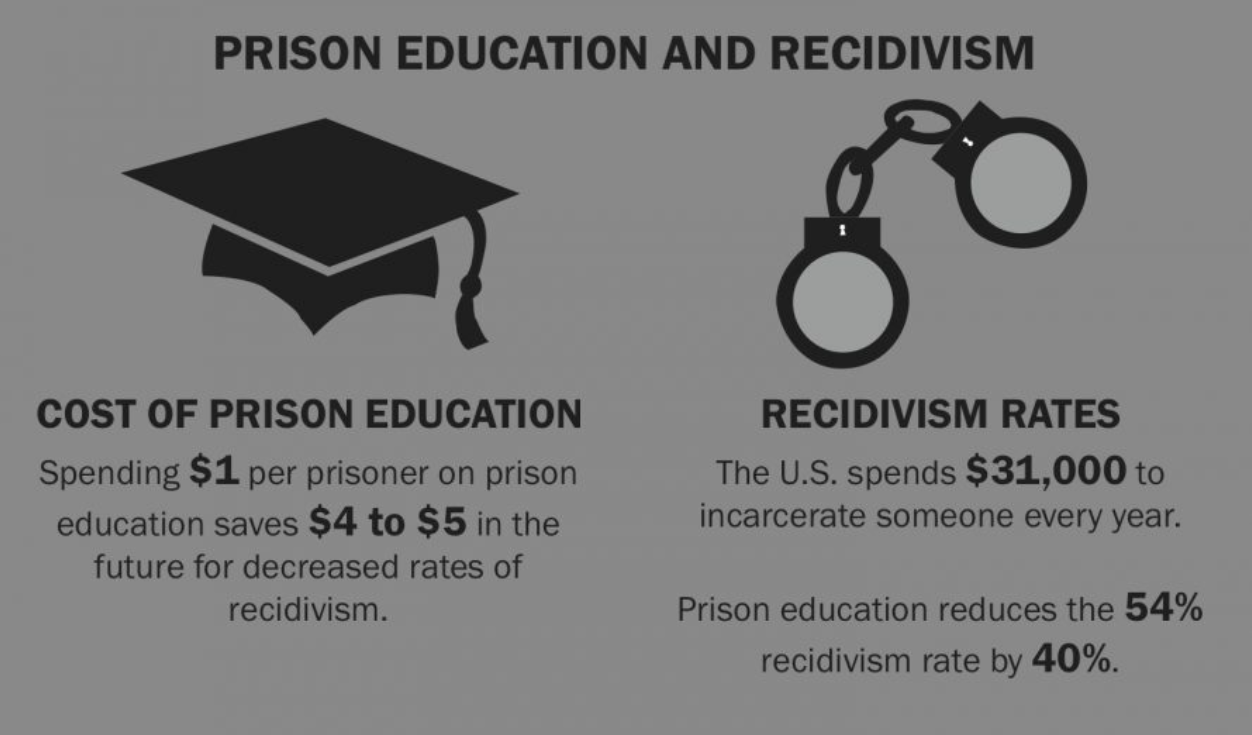 PRISON EDUCATION AND RECIDIVISM
COST OF PRISON EDUCATION
Spending $1 per prisoner on prison
education saves $4 to $5 in the
future for decreased rates of
recidivism.
RECIDIVISM RATES
The U.S. spends $31,000 to
incarcerate someone every year.
Prison education reduces the 54%
recidivism rate by 40%.